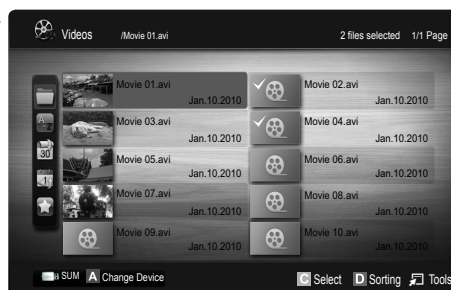 Videos /Movie 01.avi 2 files selected 1/1 Page
Movie 01.avi Movie 02.avi
Jan.10.2010 Jan.10.2010
Movie 03.avi Movie 04.avi
Jan.10.2010 Jan.10.2010
Movie 05.avi Movie 06.avi
Jan.10.2010 Jan.10.2010
Movie 07.avi Movie 08.avi
Jan.10.2010 Jan.10.2010
Movie 09.avi Movie 10.avi
Jan.10.2010 Jan.10.2010
SUM A Change Device C Select D Sorting Tools